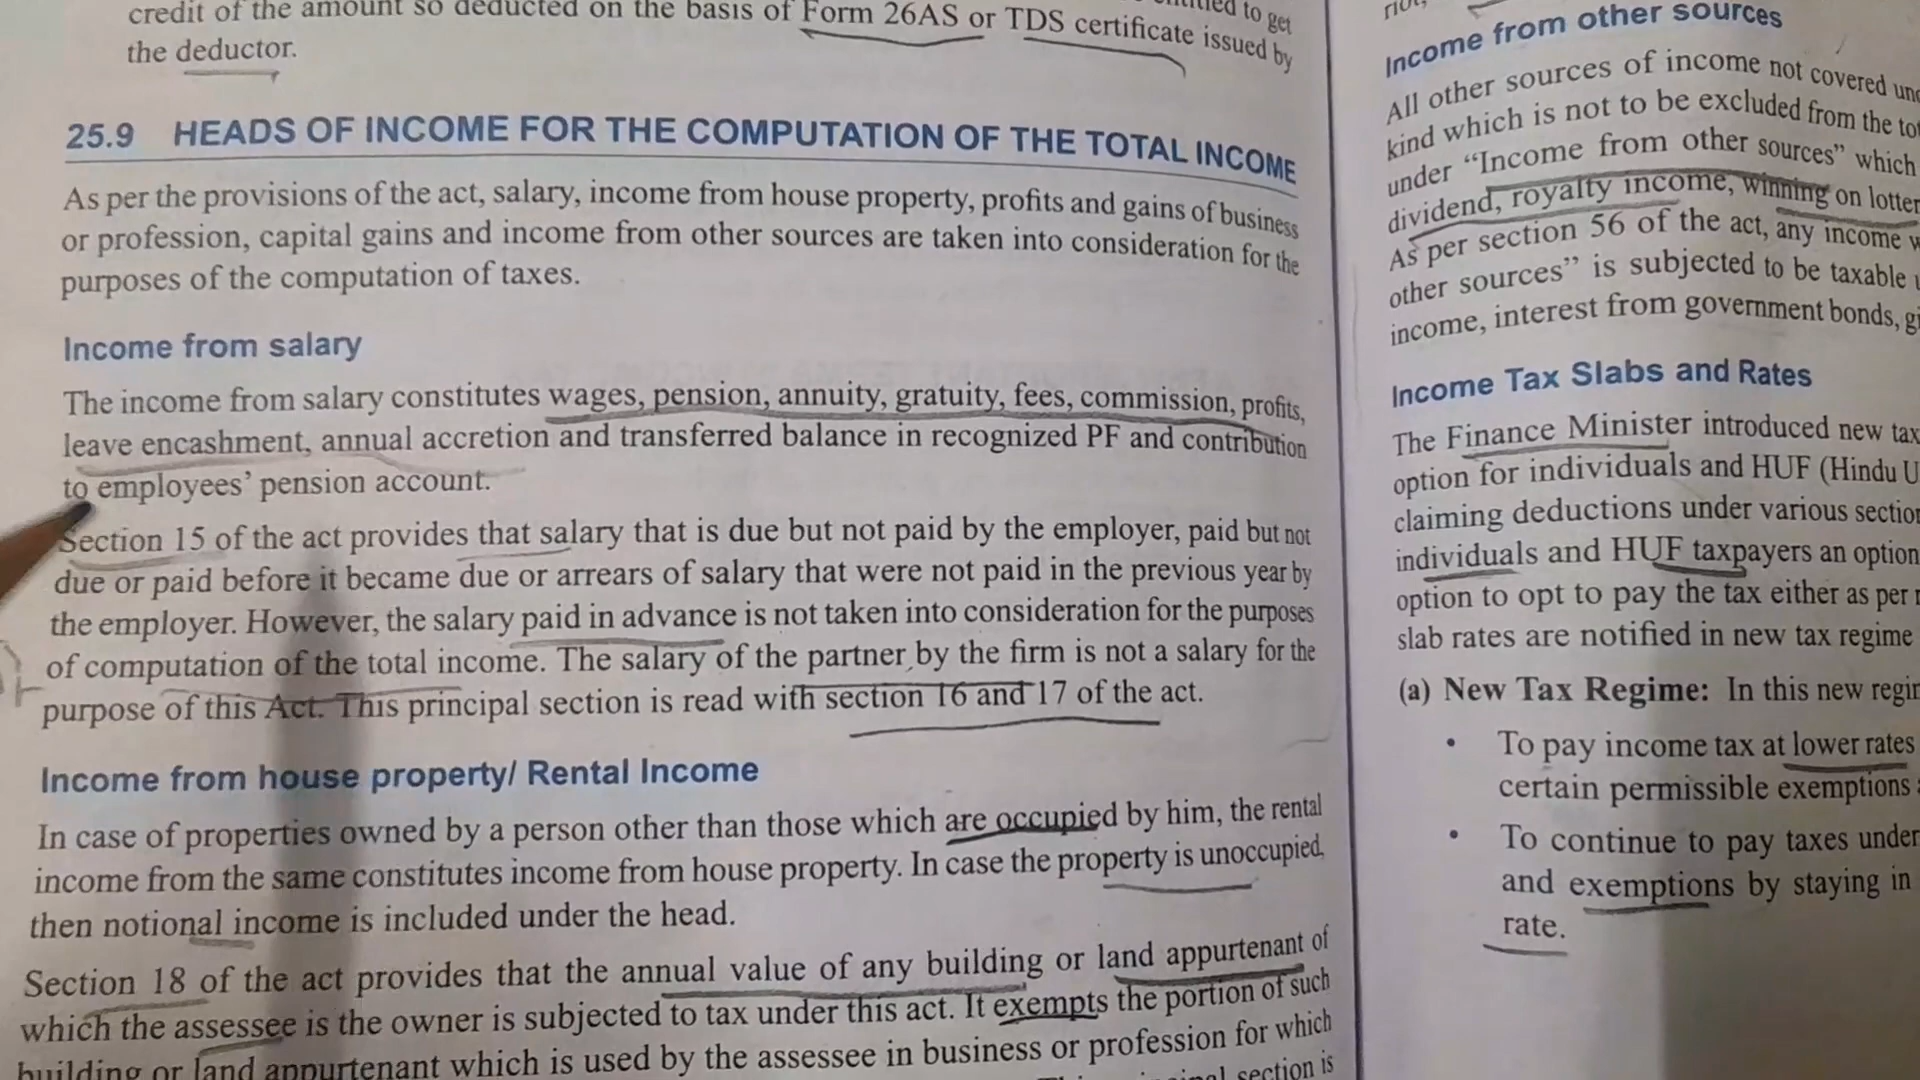 credit of the amount so deducted on the basis of Form 26AS or TDS certificate issued by
to get
the deductor.
25.9 HEADS OF INCOME FOR THE COMPUTATION OF THE TOTAL INCOME
As per the provisions of the act, salary, income from house property, profits and gains of business
or profession, capital gains and income from other sources are taken into consideration for the
purposes of the computation of taxes.
Income from salary
The income from salary constitutes wages, pension, annuity, gratuity, fees, commission, profits,
leave encashment, annual accretion and transferred balance in recognized PF and contribution
to employees' pension account.
Section 15 of the act provides that salary that is due but not paid by the employer, paid but not
due or paid before it became due or arrears of salary that were not paid in the previous year by
the employer. However, the salary paid in advance is not taken into consideration for the purposes
of computation of the total income. The salary of the partner by the firm is not a salary for the
purpose of this Act. This principal section is read with section 16 and 17 of the act.
Income from house property/ Rental Income
In case of properties owned by a person other than those which are occupied by him, the rental
income from the same constitutes income from house property. In case the property is unoccupied,
then notional income is included under the head.
Section 18 of the act provides that the annual value of any building or land appurtenant of
which the assessee is the owner is subjected to tax under this act. It exempts the portion of such
building or land appurtenant which is used by the assessee in business or profession for which
section is
Income from other sources
All other sources of income not covered
kind which is not to be excluded from the
under "Income from other sources" which
dividend, royalty income, winning on
As per section 56 of the act, any income
other sources" is subjected to be taxable
income, interest from government bonds,
Income Tax Slabs and Rates
The Finance Minister introduced new tax
option for individuals and HUF (Hindu
claiming deductions under various
individuals and HUF taxpayers an option
option to opt to pay the tax either as per
slab rates are notified in new tax regime
(a) New Tax Regime: In this new
• To pay income tax at lower rates
certain permissible exemptions
• To continue to pay taxes under
and exemptions by staying in
rate.